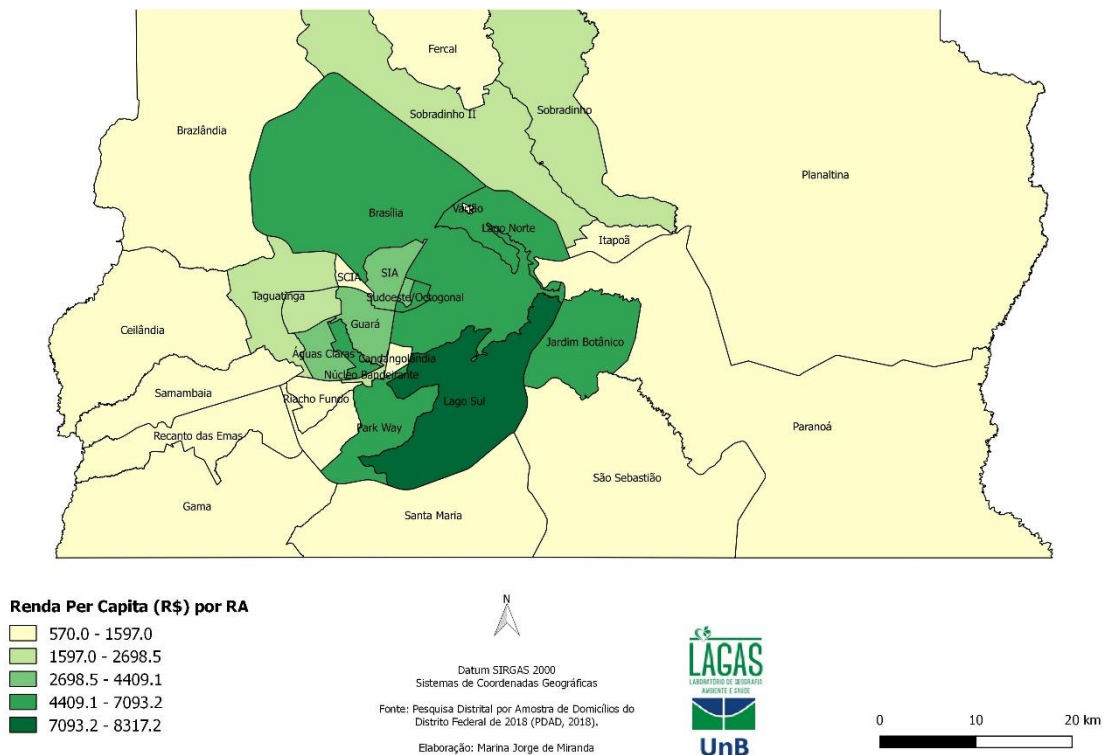 Fercal
Sobradinho II
Sobradinho
Brazlândia
Planaltina
Brasília
Varjão
Lago Norte
Itapoã
SCIA
SIA
Taguatinga
Sudoeste/Octogonal
Guará
Ceilândia
Jardim Botânico
Águas Claras
Candangolândia
Núcleo Bandeirante
Samambaia
Riacho Fundo
Lago Sul
Park Way
Paranoá
Recanto das Emas
São Sebastião
Gama
Santa Maria
Renda Per Capita (R$) por RA
570.0 - 1597.0
1597.0 - 2698.5
2698.5 - 4409.1
4409.1 - 7093.2
7093.2 - 8317.2
N
Datum SIRGAS 2000
Sistemas de Coordenadas Geográficas
Fonte: Pesquisa Distrital por Amostra de Domicílios do
Distrito Federal de 2018 (PDAD, 2018).
Elaboração: Marina Jorge de Miranda
LAGAS
LABORATÓRIO DE GEOGRAFIA
AMBIENTE E SAÚDE
UnB
0 10 20 km